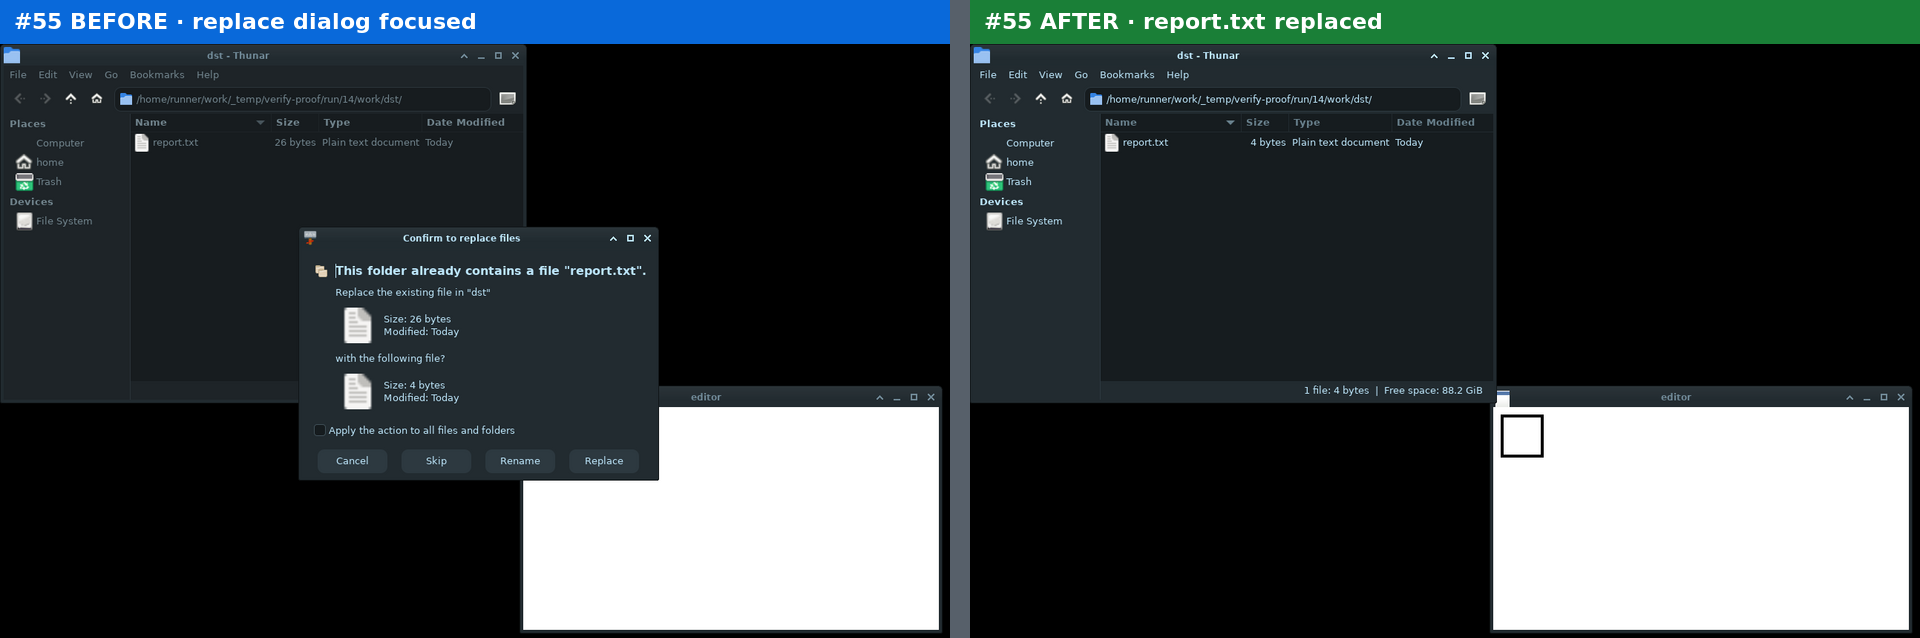 #55 BEFORE · replace dialog focused
dst - Thunar
File Edit View Go Bookmarks Help
/home/runner/work/_temp/verify-proof/run/14/work/dst/
Places
Computer
home
Trash
Devices
File System
Name Size Type Date Modified
report.txt 26 bytes Plain text document Today
Confirm to replace files
This folder already contains a file "report.txt".
Replace the existing file in "dst"
Size: 26 bytes
Modified: Today
with the following file?
Size: 4 bytes
Modified: Today
Apply the action to all files and folders
Cancel Skip Rename Replace
editor
#55 AFTER · report.txt replaced
dst - Thunar
File Edit View Go Bookmarks Help
/home/runner/work/_temp/verify-proof/run/14/work/dst/
Places
Computer
home
Trash
Devices
File System
Name Size Type Date Modified
report.txt 4 bytes Plain text document Today
1 file: 4 bytes | Free space: 88.2 GiB
editor